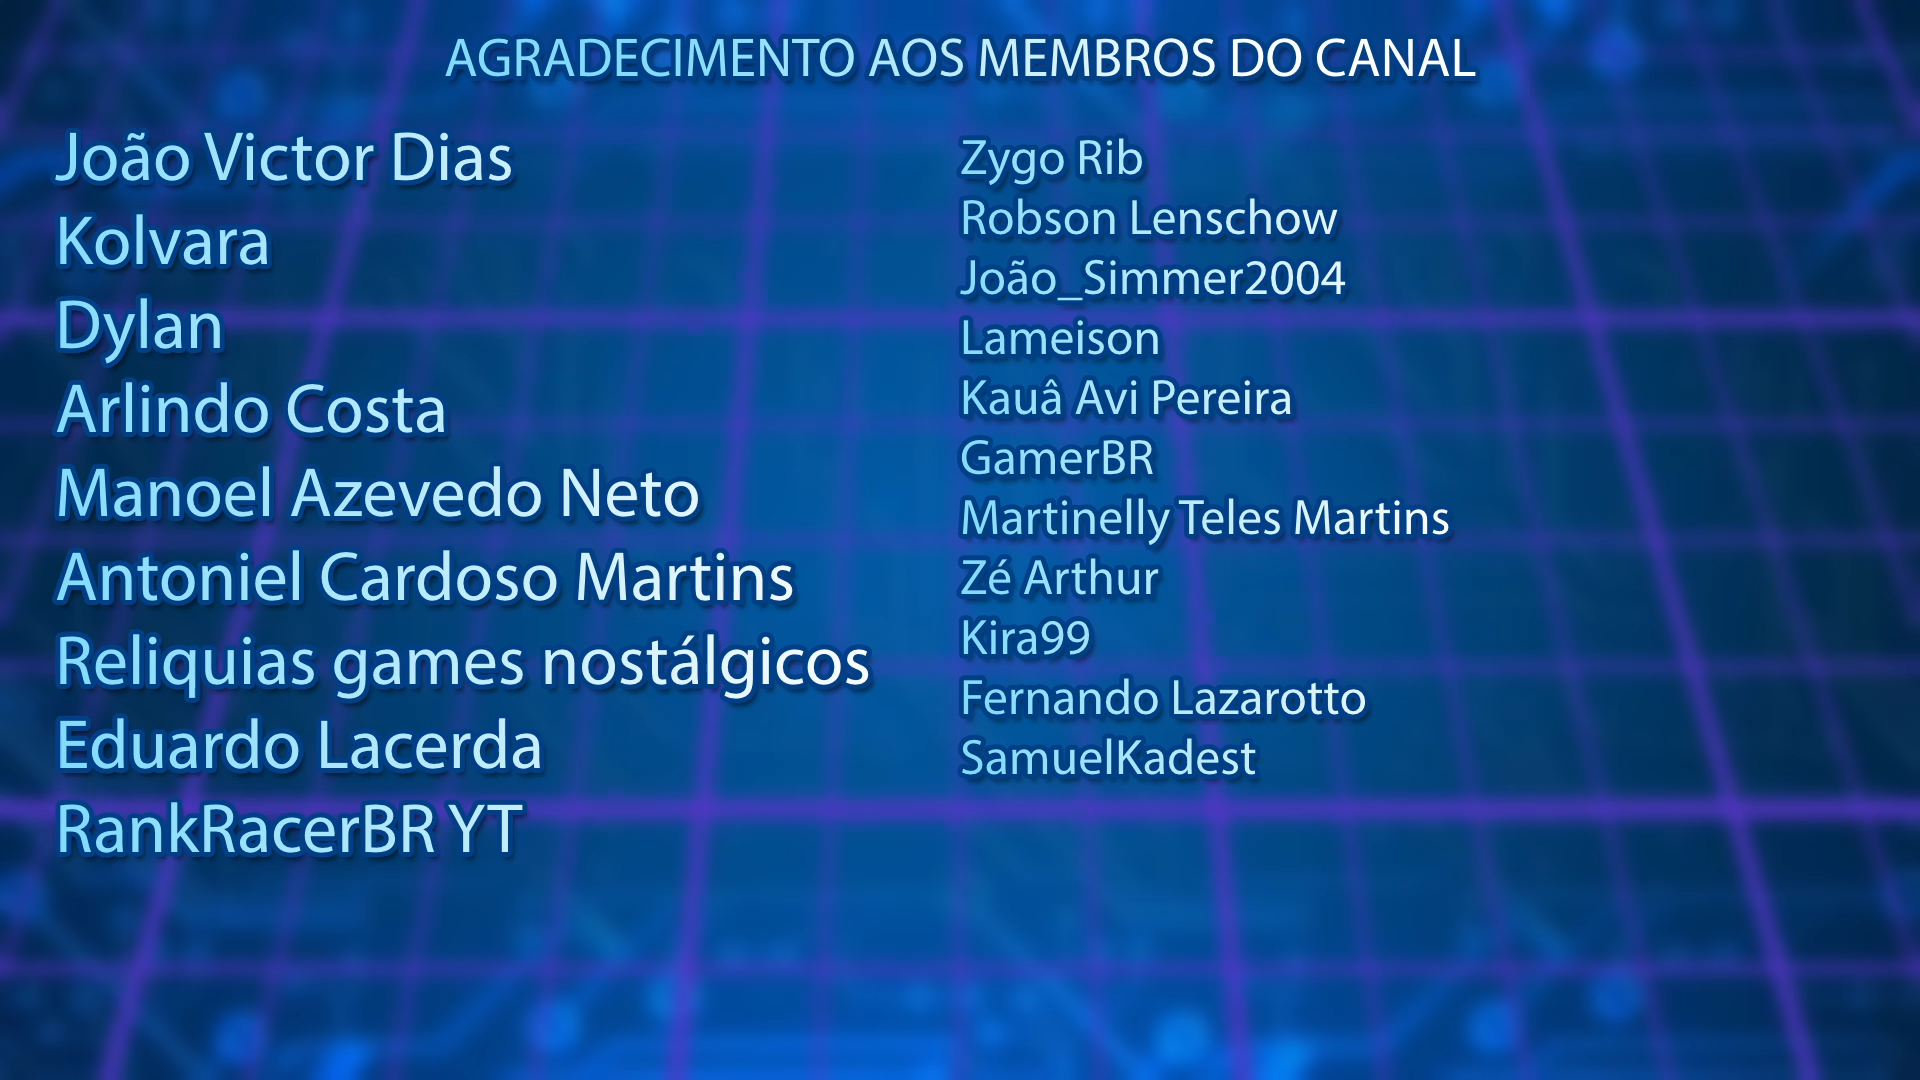 AGRADECIMENTO AOS MEMBROS DO CANAL
João Victor Dias
Kolvara
Dylan
Arlindo Costa
Manoel Azevedo Neto
Antoniel Cardoso Martins
Reliquias games nostálgicos
Eduardo Lacerda
RankRacerBR YT
Zygo Rib
Robson Lenschow
João_Simmer2004
Lameison
Kauâ Avi Pereira
GamerBR
Martinelly Teles Martins
Zé Arthur
Kira99
Fernando Lazarotto
SamuelKadest